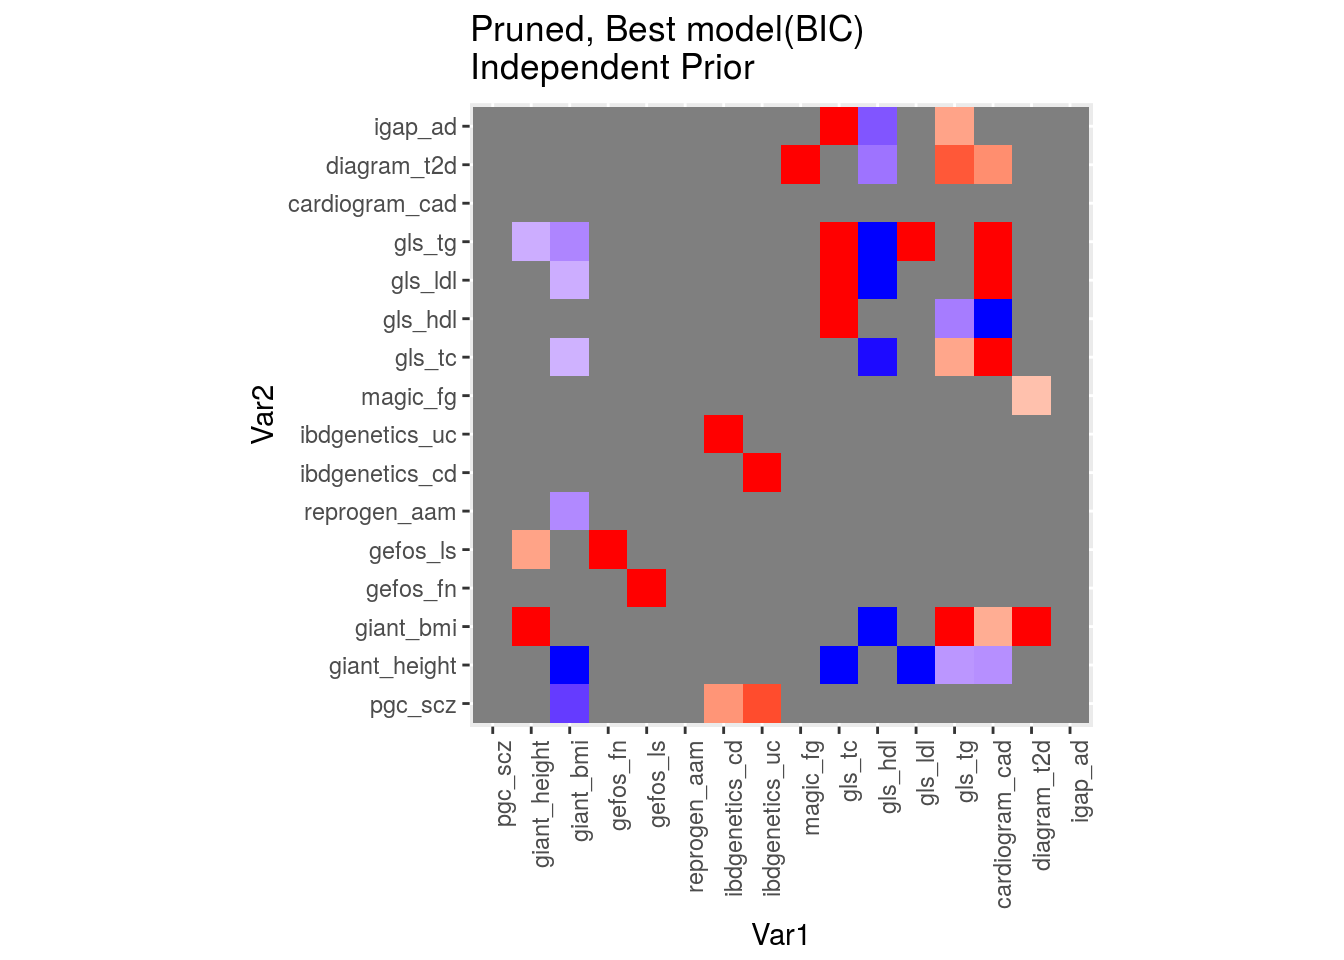 Pruned, Best model(BIC)
Independent Prior
igap_ad
diagram_t2d
cardiogram_cad
gls_tg
gls_ldl
gls_hdl
gls_tc
magic_fg
ibdgenetics_uc
ibdgenetics_cd
reprogen_aam
gefos_ls
gefos_fn
giant_bmi
giant_height
pgc_scz
Var2
pgc_scz
giant_height
giant_bmi
gefos_fn
gefos_ls
reprogen_aam
ibdgenetics_cd
ibdgenetics_uc
magic_fg
gls_tc
gls_hdl
gls_ldl
gls_tg
cardiogram_cad
diagram_t2d
igap_ad
Var1